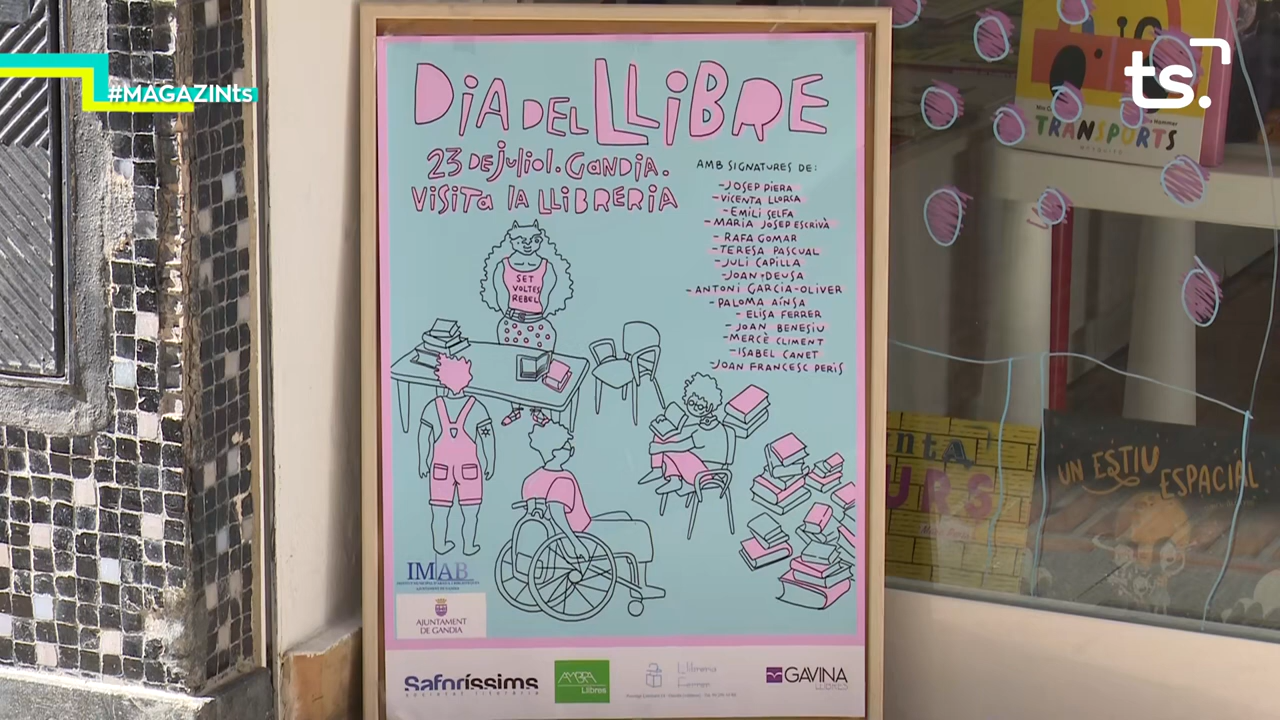 #MAGAZINts
ts.
DIA DEL LLIBRE
23 DE JULIOL. GANDIA.
VISITA LA LLIBRERIA
AMB SIGNATURES DE:
- JOSEP PIERA
- VICENTA LLORCA
- EMILI SELFA
- MARIA JOSEP ESCRIVÀ
- RAFA GOMAR
- TERESA PASCUAL
- JULI CAPILLA
- JOAN DEUSA
- ANTONI GARCIA-OLIVER
- PALOMA AÍNSA
- ELISA FERRER
- JOAN BENESIU
- MERCÈ CLIMENT
- ISABEL CANET
- JOAN FRANCESC PERIS
SET
VOLTES
REBEL
IMAB
AJUNTAMENT
DE GANDIA
Saforíssims
societat literària
AMBRA
Llibres
Llibreria
GAVINA
LLIBRES
TRANSPORTS
UN ESTIU
ESPACIAL